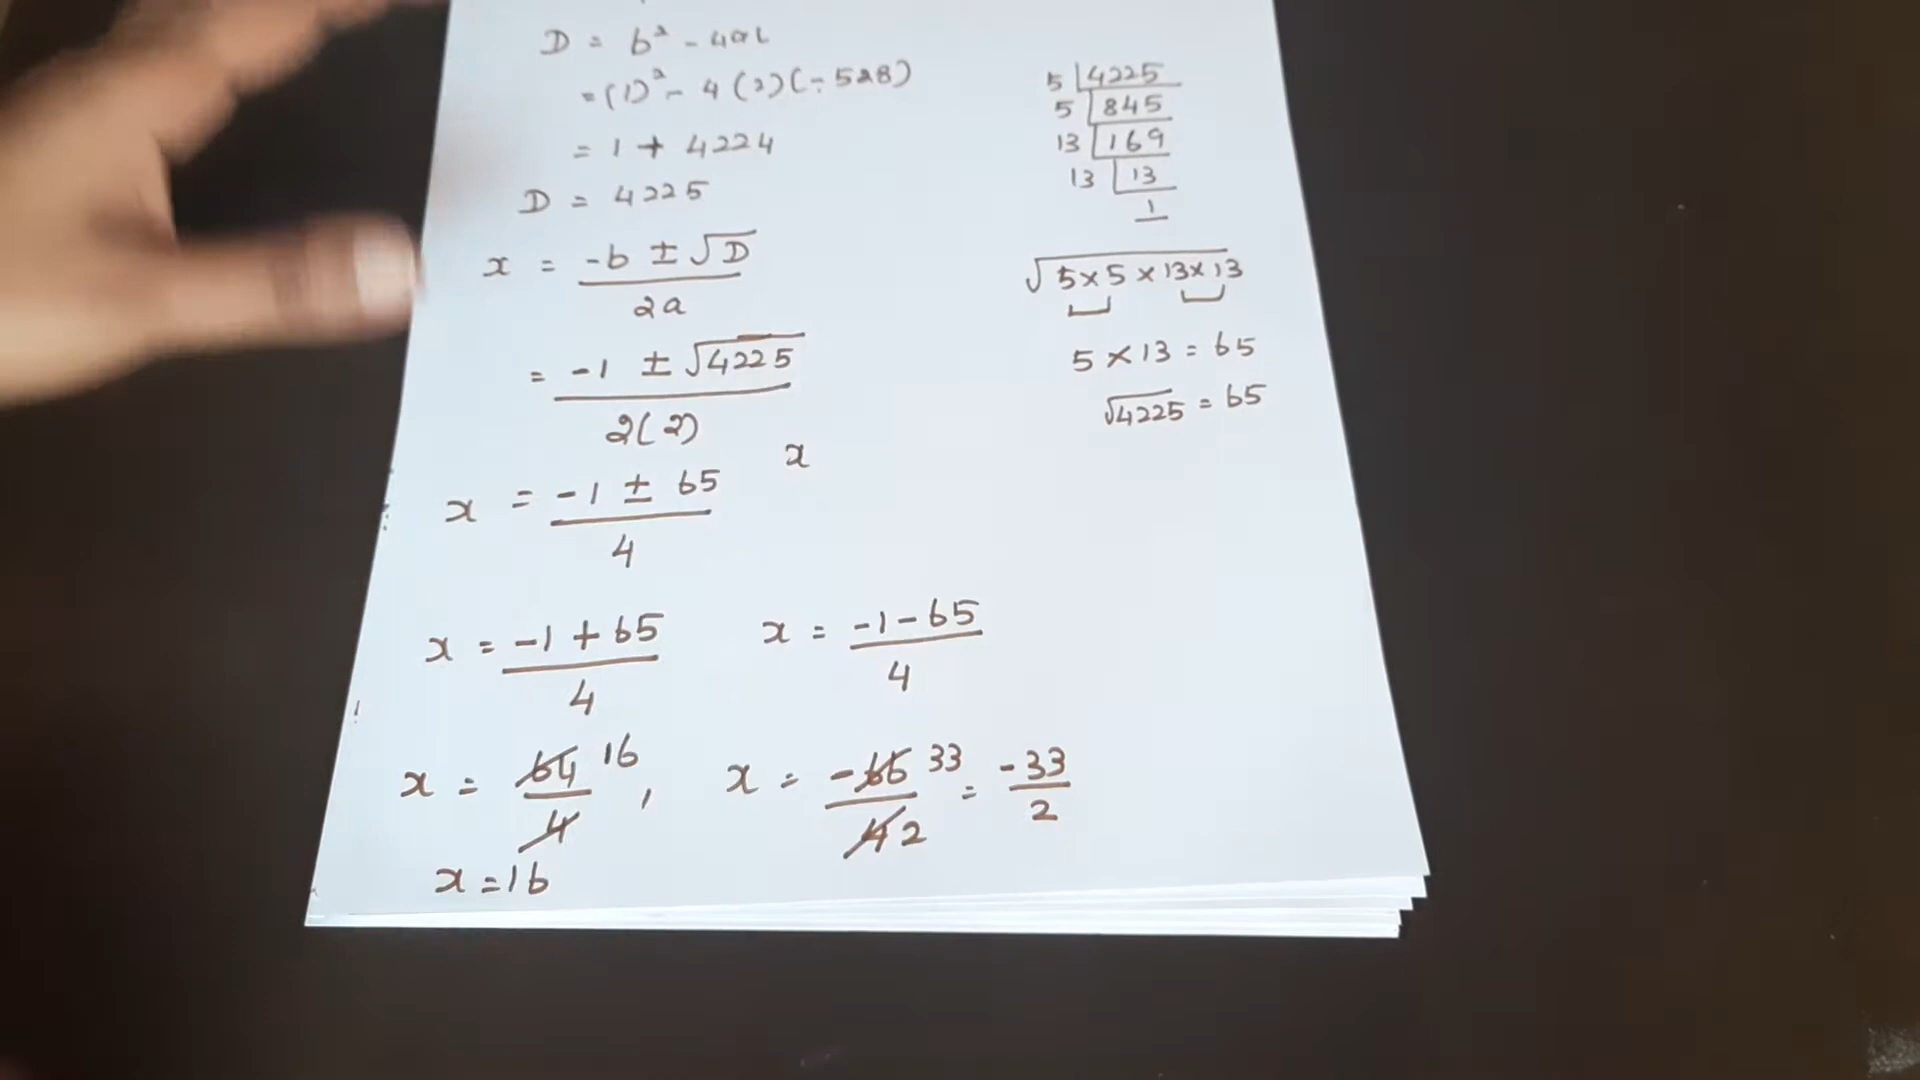 D = b² - 4ac
= (1)² - 4 (2)(-528)
= 1 + 4224
D = 4225
x = -b ± √D
2a
= -1 ± √4225
2(2)
x
x = -1 ± 65
4
x = -1 + 65
4
x = -1 - 65
4
x = 64 16
4 ,
x = -66 33 = -33
4 2 2
x = 16
5 4225
5 845
13 169
13 13
1
√5×5 × 13×13
5 × 13 = 65
√4225 = 65